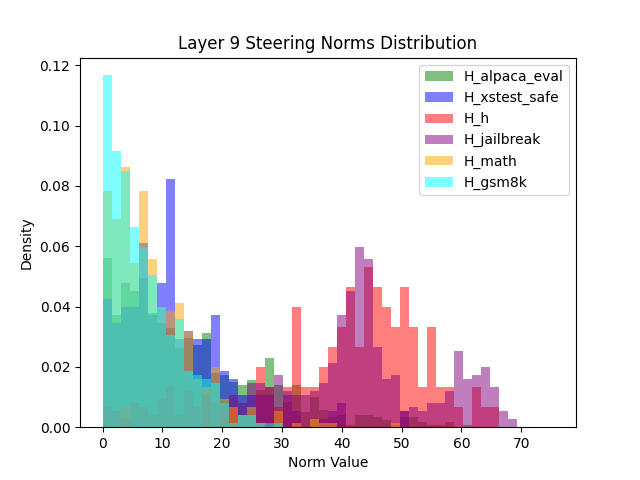 Layer 9 Steering Norms Distribution
H_alpaca_eval
H_xstest_safe
H_h
H_jailbreak
H_math
H_gsm8k
Density
0.12
0.10
0.08
0.06
0.04
0.02
0.00
0 10 20 30 40 50 60 70
Norm Value